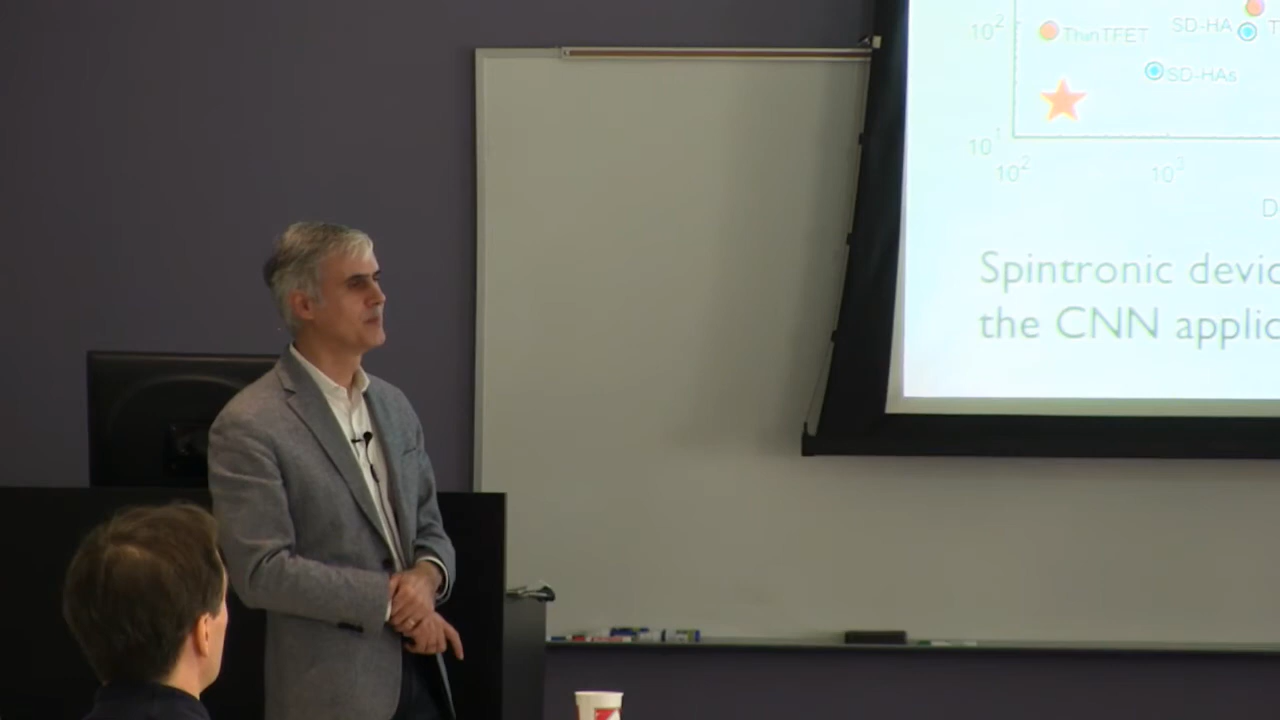 10²
ThinTFET
SD-HA
T
SD-HAs
10¹
10²
10³
D
Spintronic devic
the CNN applic